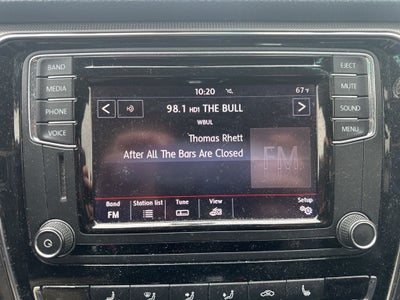 BAND
MEDIA
PHONE
VOICE
EJECT
MUTE
SOUND
MENU
10:20
67°F
98.1 HD1 THE BULL
WBUL
Thomas Rhett
After All The Bars Are Closed
FM
Band
FM
Station list
Tune
View
Setup